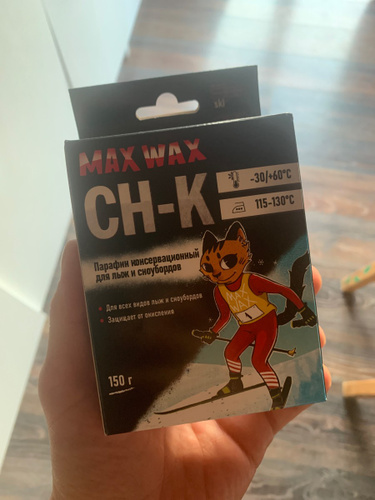 MAX WAX
CH-K
-30/+60°C
115-130°C
Парафин консервационный
для лыж и сноубордов
• Для всех видов лыж и сноубордов
• Защищает от окисления
150 г
1